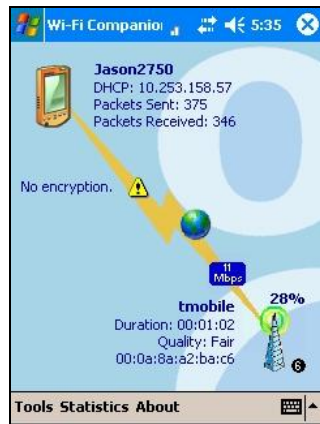 Wi-Fi Companion 5:35
Jason2750
DHCP: 10.253.158.57
Packets Sent: 375
Packets Received: 346
No encryption.
11
Mbps
28%
tmobile
Duration: 00:01:02
Quality: Fair
00:0a:8a:a2:ba:c6
6
Tools Statistics About